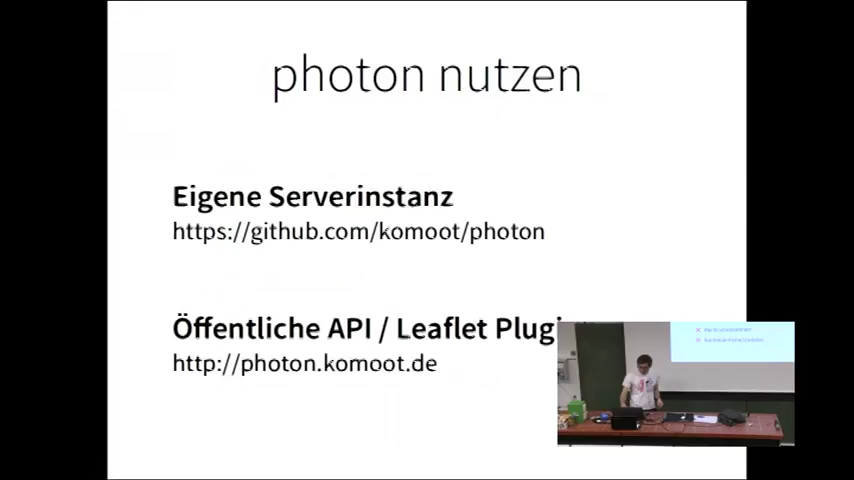 photon nutzen
Eigene Serverinstanz
https://github.com/komoot/photon
Öffentliche API / Leaflet Plugi
http://photon.komoot.de